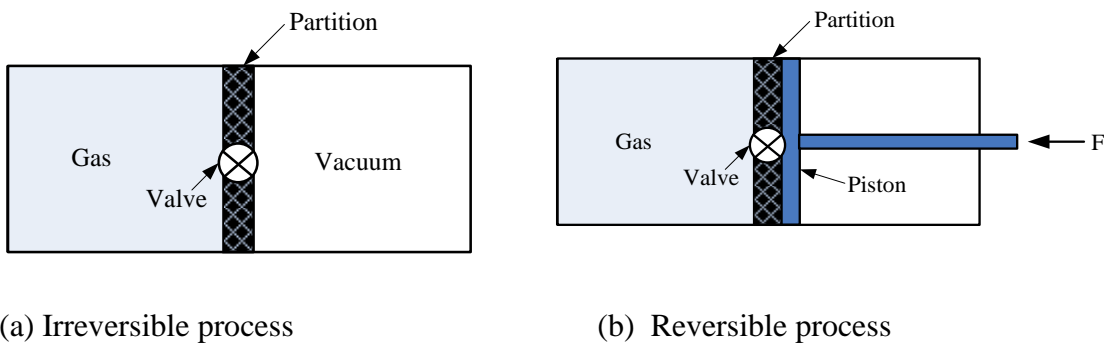 Partition
Gas
Vacuum
Valve
(a) Irreversible process
Partition
Gas
F
Valve
Piston
(b) Reversible process